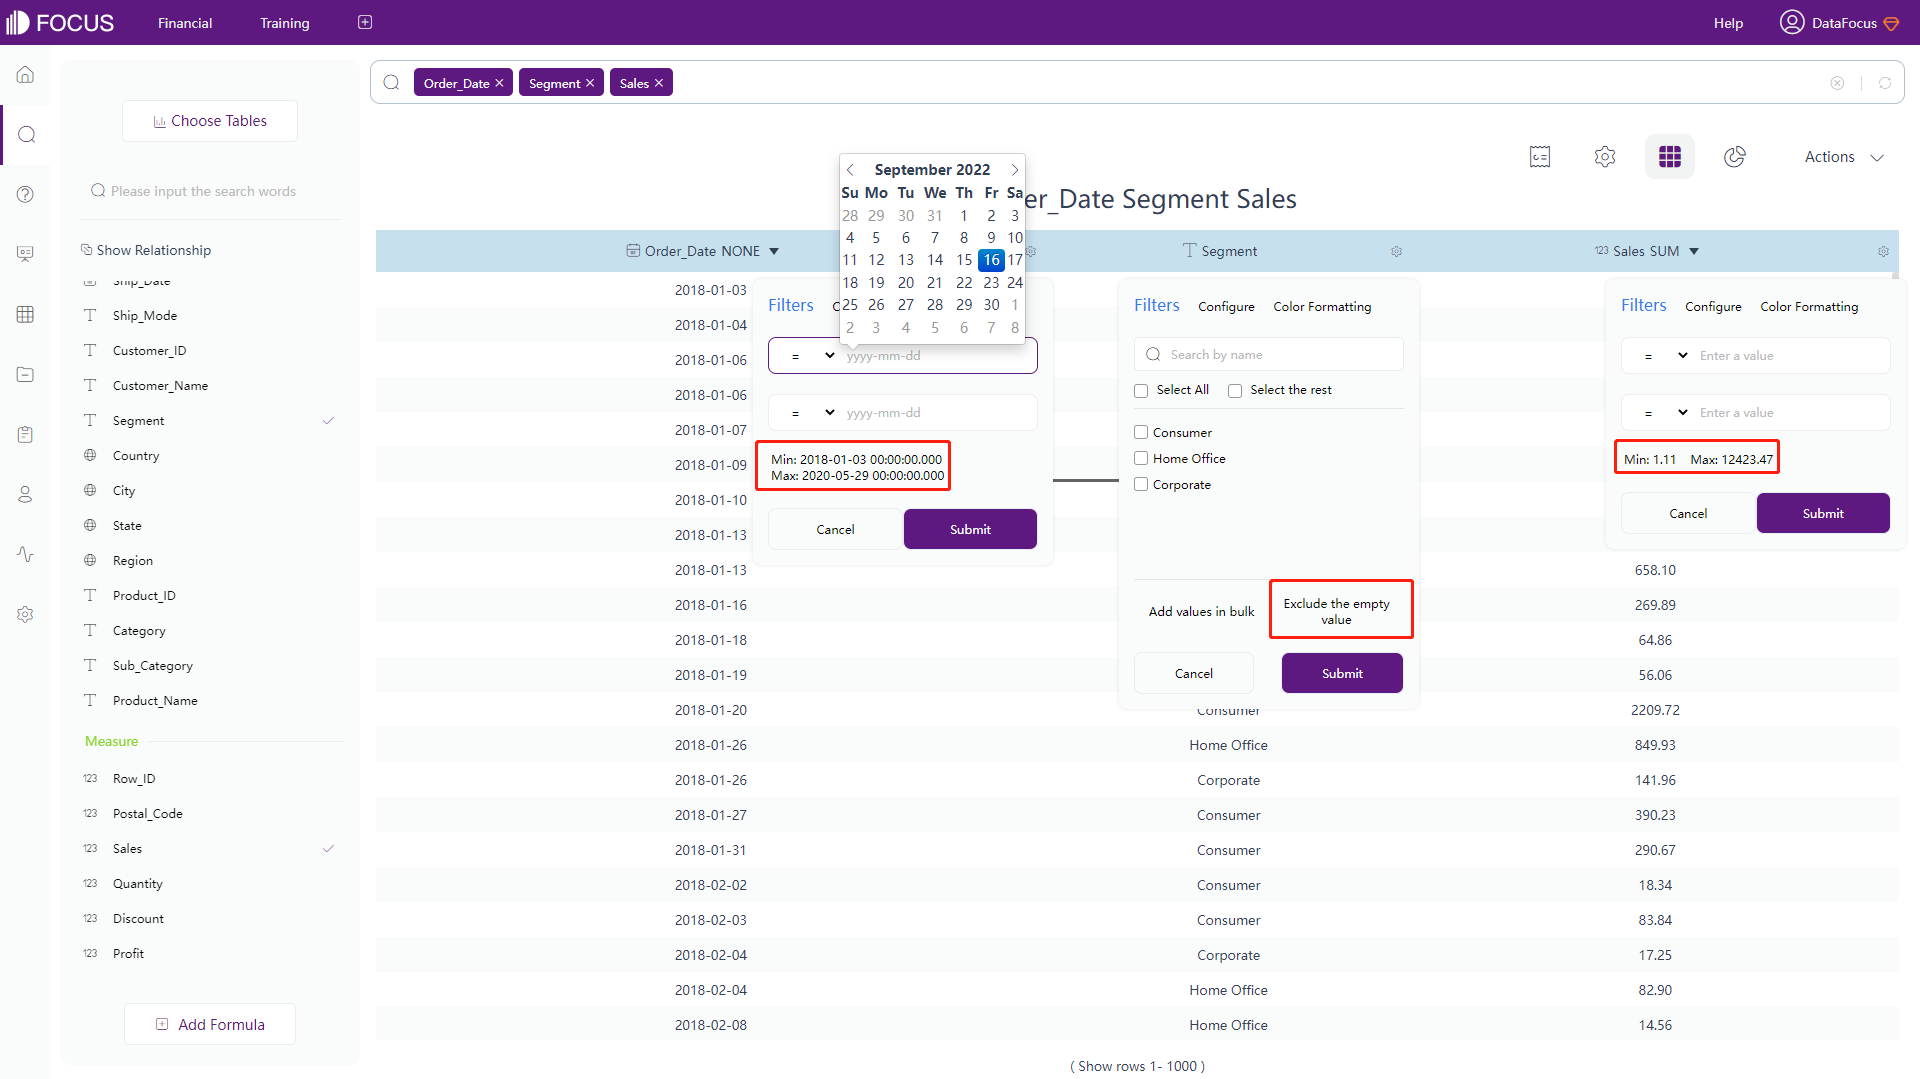 FOCUS
Financial
Training
Help
DataFocus
Choose Tables
Please input the search words
Show Relationship
Ship_Date
Ship_Mode
Customer_ID
Customer_Name
Segment
Country
City
State
Region
Product_ID
Category
Sub_Category
Product_Name
Measure
123 Row_ID
123 Postal_Code
123 Sales
123 Quantity
123 Discount
123 Profit
Add Formula
Order_Date × Segment × Sales ×
Actions
er_Date Segment Sales
Order_Date NONE
Segment
123 Sales SUM
September 2022
Su Mo Tu We Th Fr Sa
28 29 30 31 1 2 3
4 5 6 7 8 9 10
11 12 13 14 15 16 17
18 19 20 21 22 23 24
25 26 27 28 29 30 1
2 3 4 5 6 7 8
Filters C
= yyyy-mm-dd
= yyyy-mm-dd
Min: 2018-01-03 00:00:00.000
Max: 2020-05-29 00:00:00.000
Cancel Submit
Filters Configure Color Formatting
Search by name
Select All Select the rest
Consumer
Home Office
Corporate
Add values in bulk
Exclude the empty
value
Cancel Submit
Filters Configure Color Formatting
= Enter a value
= Enter a value
Min: 1.11 Max: 12423.47
Cancel Submit
2018-01-03
2018-01-04
2018-01-06
2018-01-06
2018-01-07
2018-01-09
2018-01-10
2018-01-13
2018-01-13 658.10
2018-01-16 269.89
2018-01-18 64.86
2018-01-19 56.06
2018-01-20 Consumer 2209.72
2018-01-26 Home Office 849.93
2018-01-26 Corporate 141.96
2018-01-27 Consumer 390.23
2018-01-31 Consumer 290.67
2018-02-02 Consumer 18.34
2018-02-03 Consumer 83.84
2018-02-04 Corporate 17.25
2018-02-04 Home Office 82.90
2018-02-08 Home Office 14.56
( Show rows 1- 1000 )